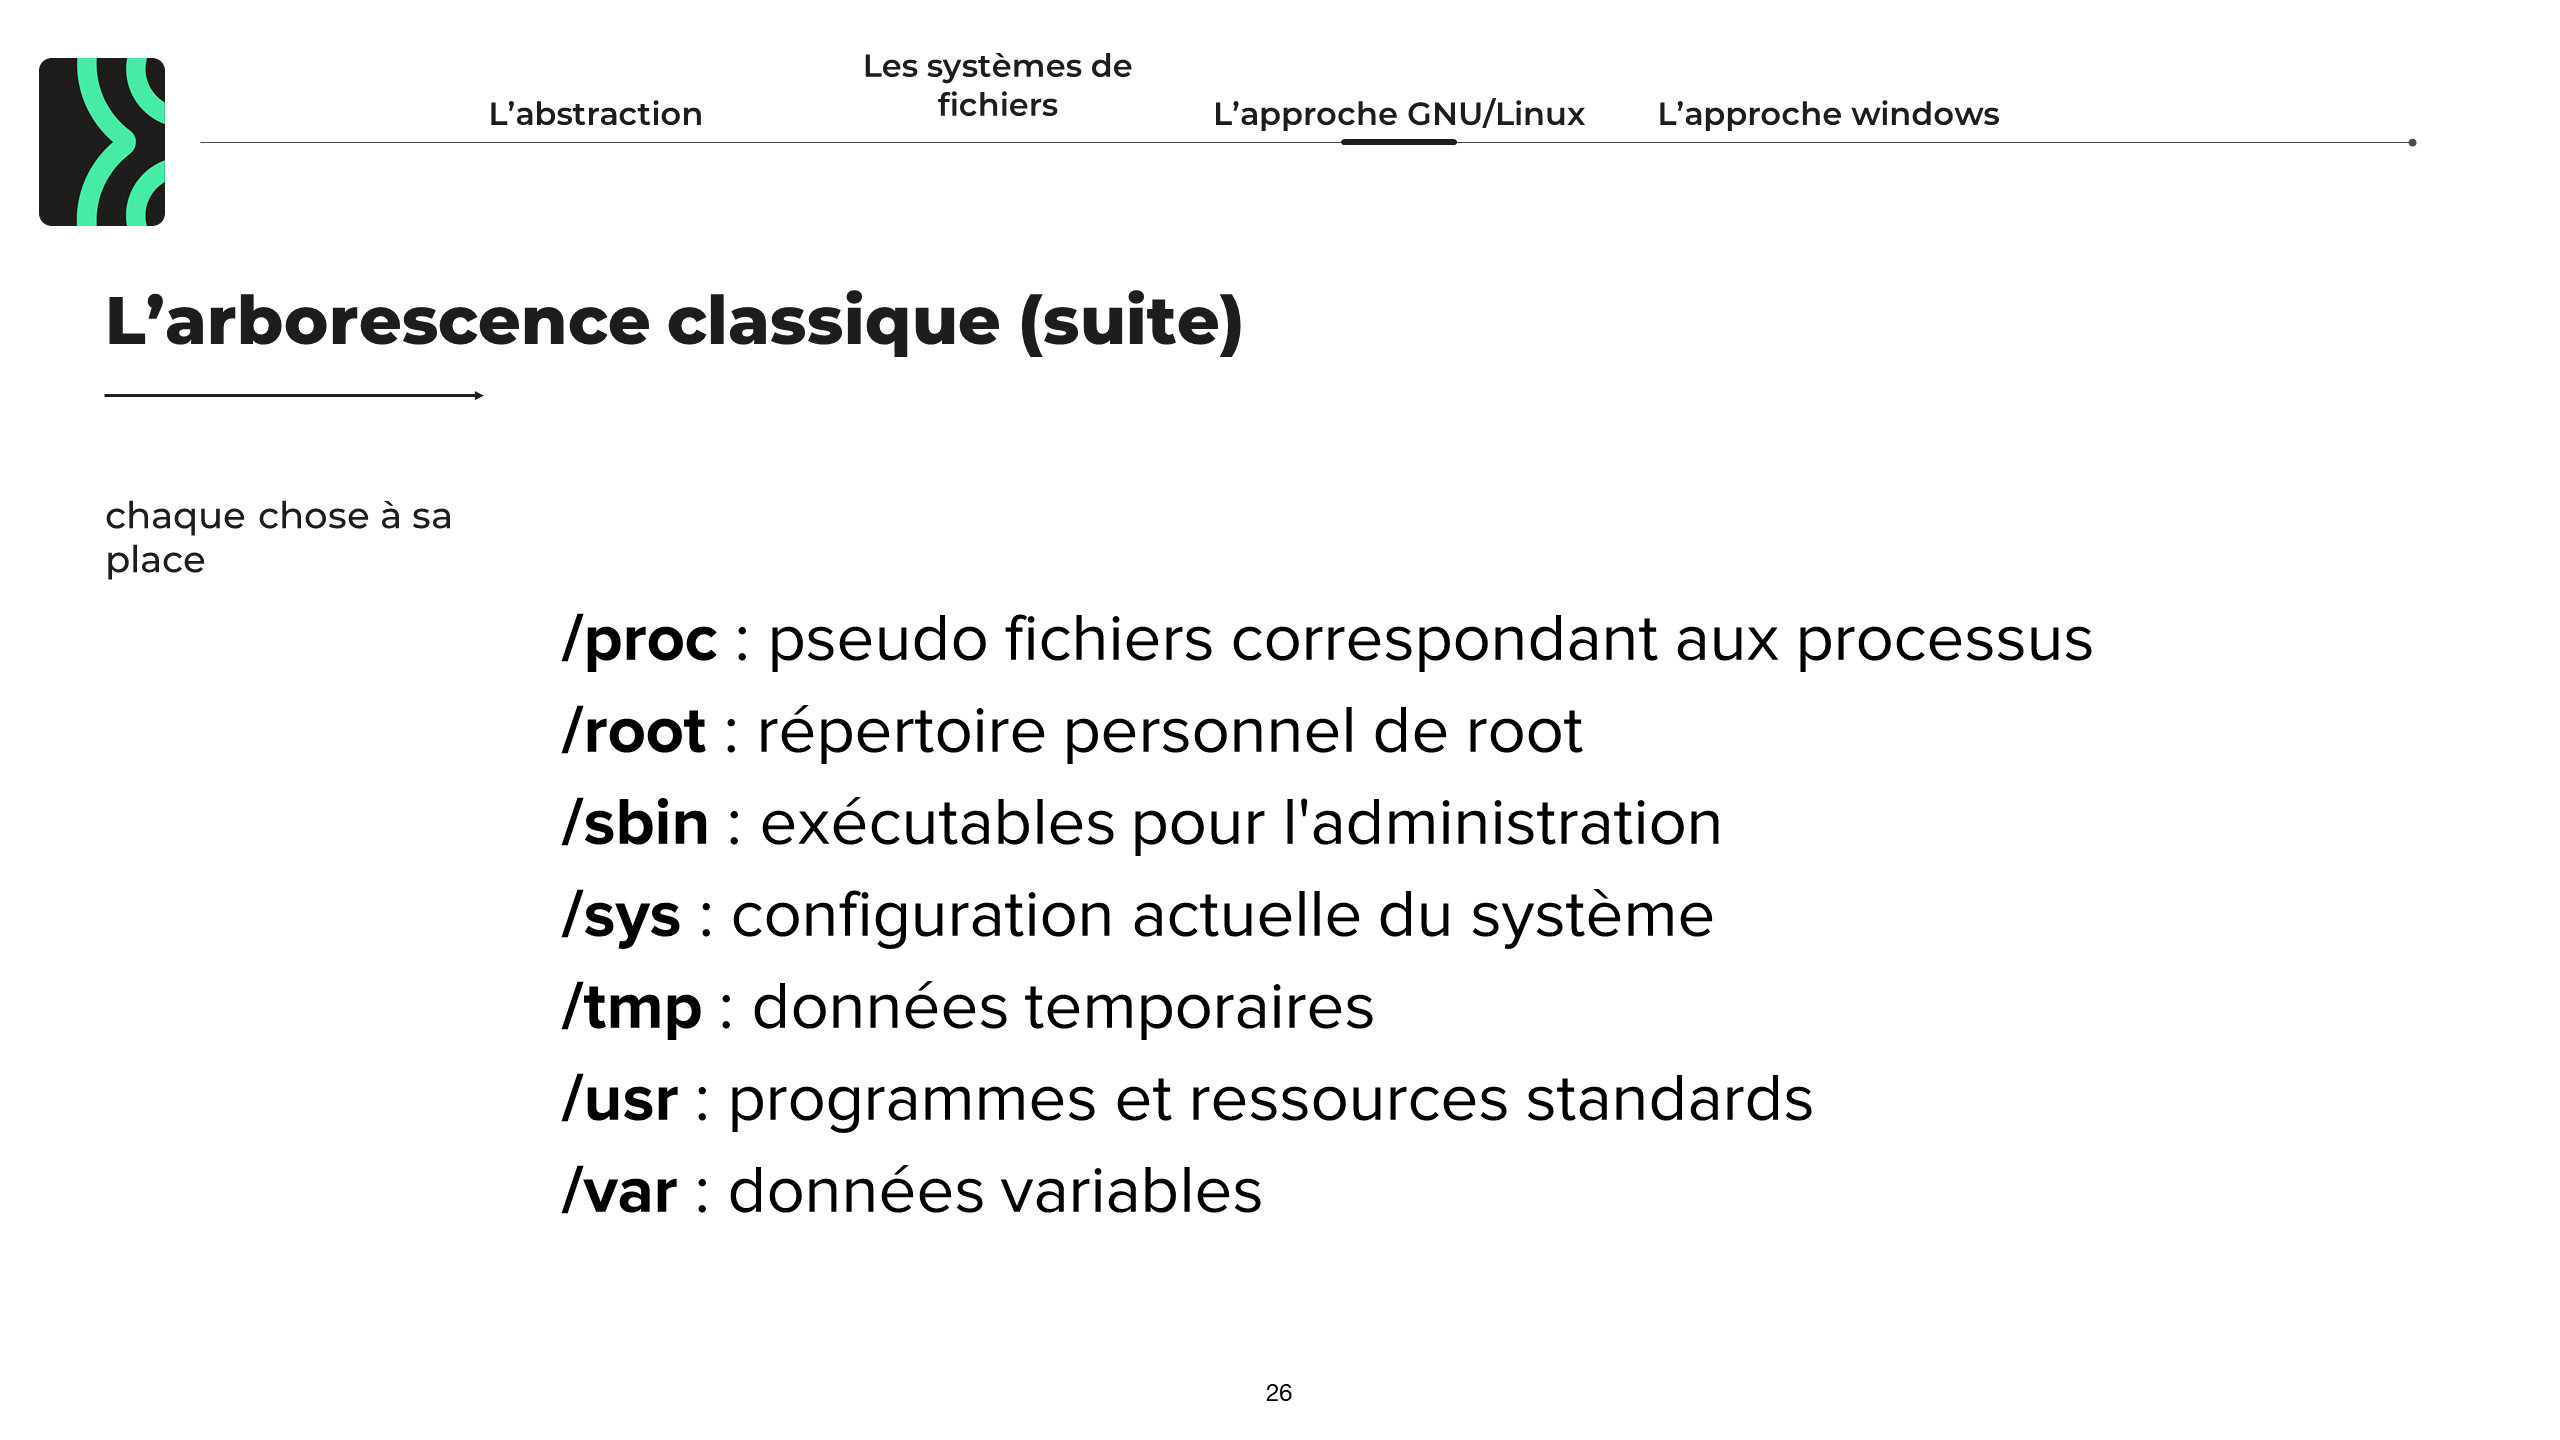 L’abstraction
Les systèmes de
fichiers
L’approche GNU/Linux
L’approche windows
L’arborescence classique (suite)
chaque chose à sa
place
/proc : pseudo fichiers correspondant aux processus
/root : répertoire personnel de root
/sbin : exécutables pour l'administration
/sys : configuration actuelle du système
/tmp : données temporaires
/usr : programmes et ressources standards
/var : données variables
26